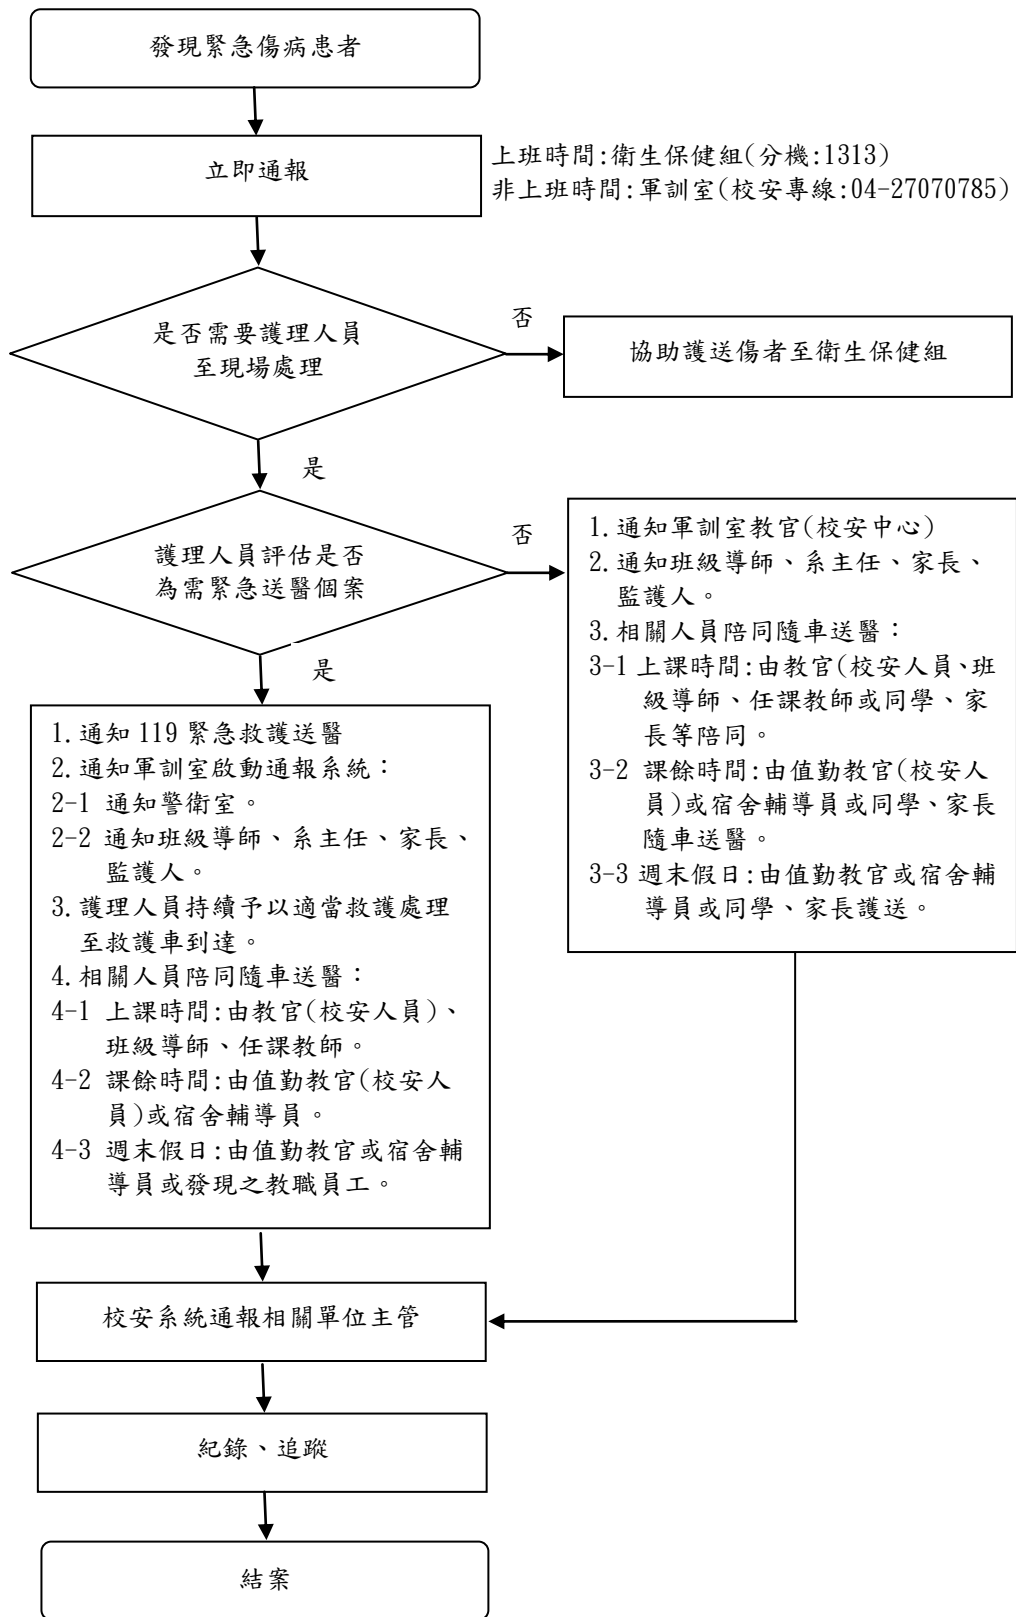 發現緊急傷病患者
立即通報
上班時間:衛生保健組(分機:1313)
非上班時間:軍訓室(校安專線:04-27070785)
是否需要護理人員
至現場處理
否
協助護送傷者至衛生保健組
是
護理人員評估是否
為需緊急送醫個案
否
1.通知軍訓室教官(校安中心)
2.通知班級導師、系主任、家長、
監護人。
3.相關人員陪同隨車送醫：
3-1 上課時間:由教官(校安人員、班
級導師、任課教師或同學、家
長等陪同。
3-2 課餘時間:由值勤教官(校安人
員)或宿舍輔導員或同學、家長
隨車送醫。
3-3 週末假日:由值勤教官或宿舍輔
導員或同學、家長護送。
是
1.通知 119 緊急救護送醫
2.通知軍訓室啟動通報系統：
2-1 通知警衛室。
2-2 通知班級導師、系主任、家長、
監護人。
3.護理人員持續予以適當救護處理
至救護車到達。
4.相關人員陪同隨車送醫：
4-1 上課時間:由教官(校安人員)、
班級導師、任課教師。
4-2 課餘時間:由值勤教官(校安人
員)或宿舍輔導員。
4-3 週末假日:由值勤教官或宿舍輔
導員或發現之教職員工。
校安系統通報相關單位主管
紀錄、追蹤
結案